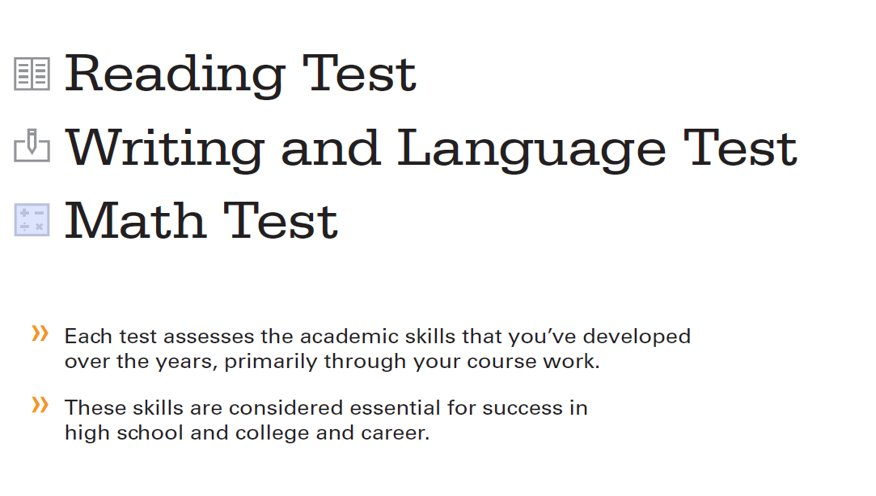 Reading Test
Writing and Language Test
Math Test
Each test assesses the academic skills that you’ve developed
over the years, primarily through your course work.
These skills are considered essential for success in
high school and college and career.